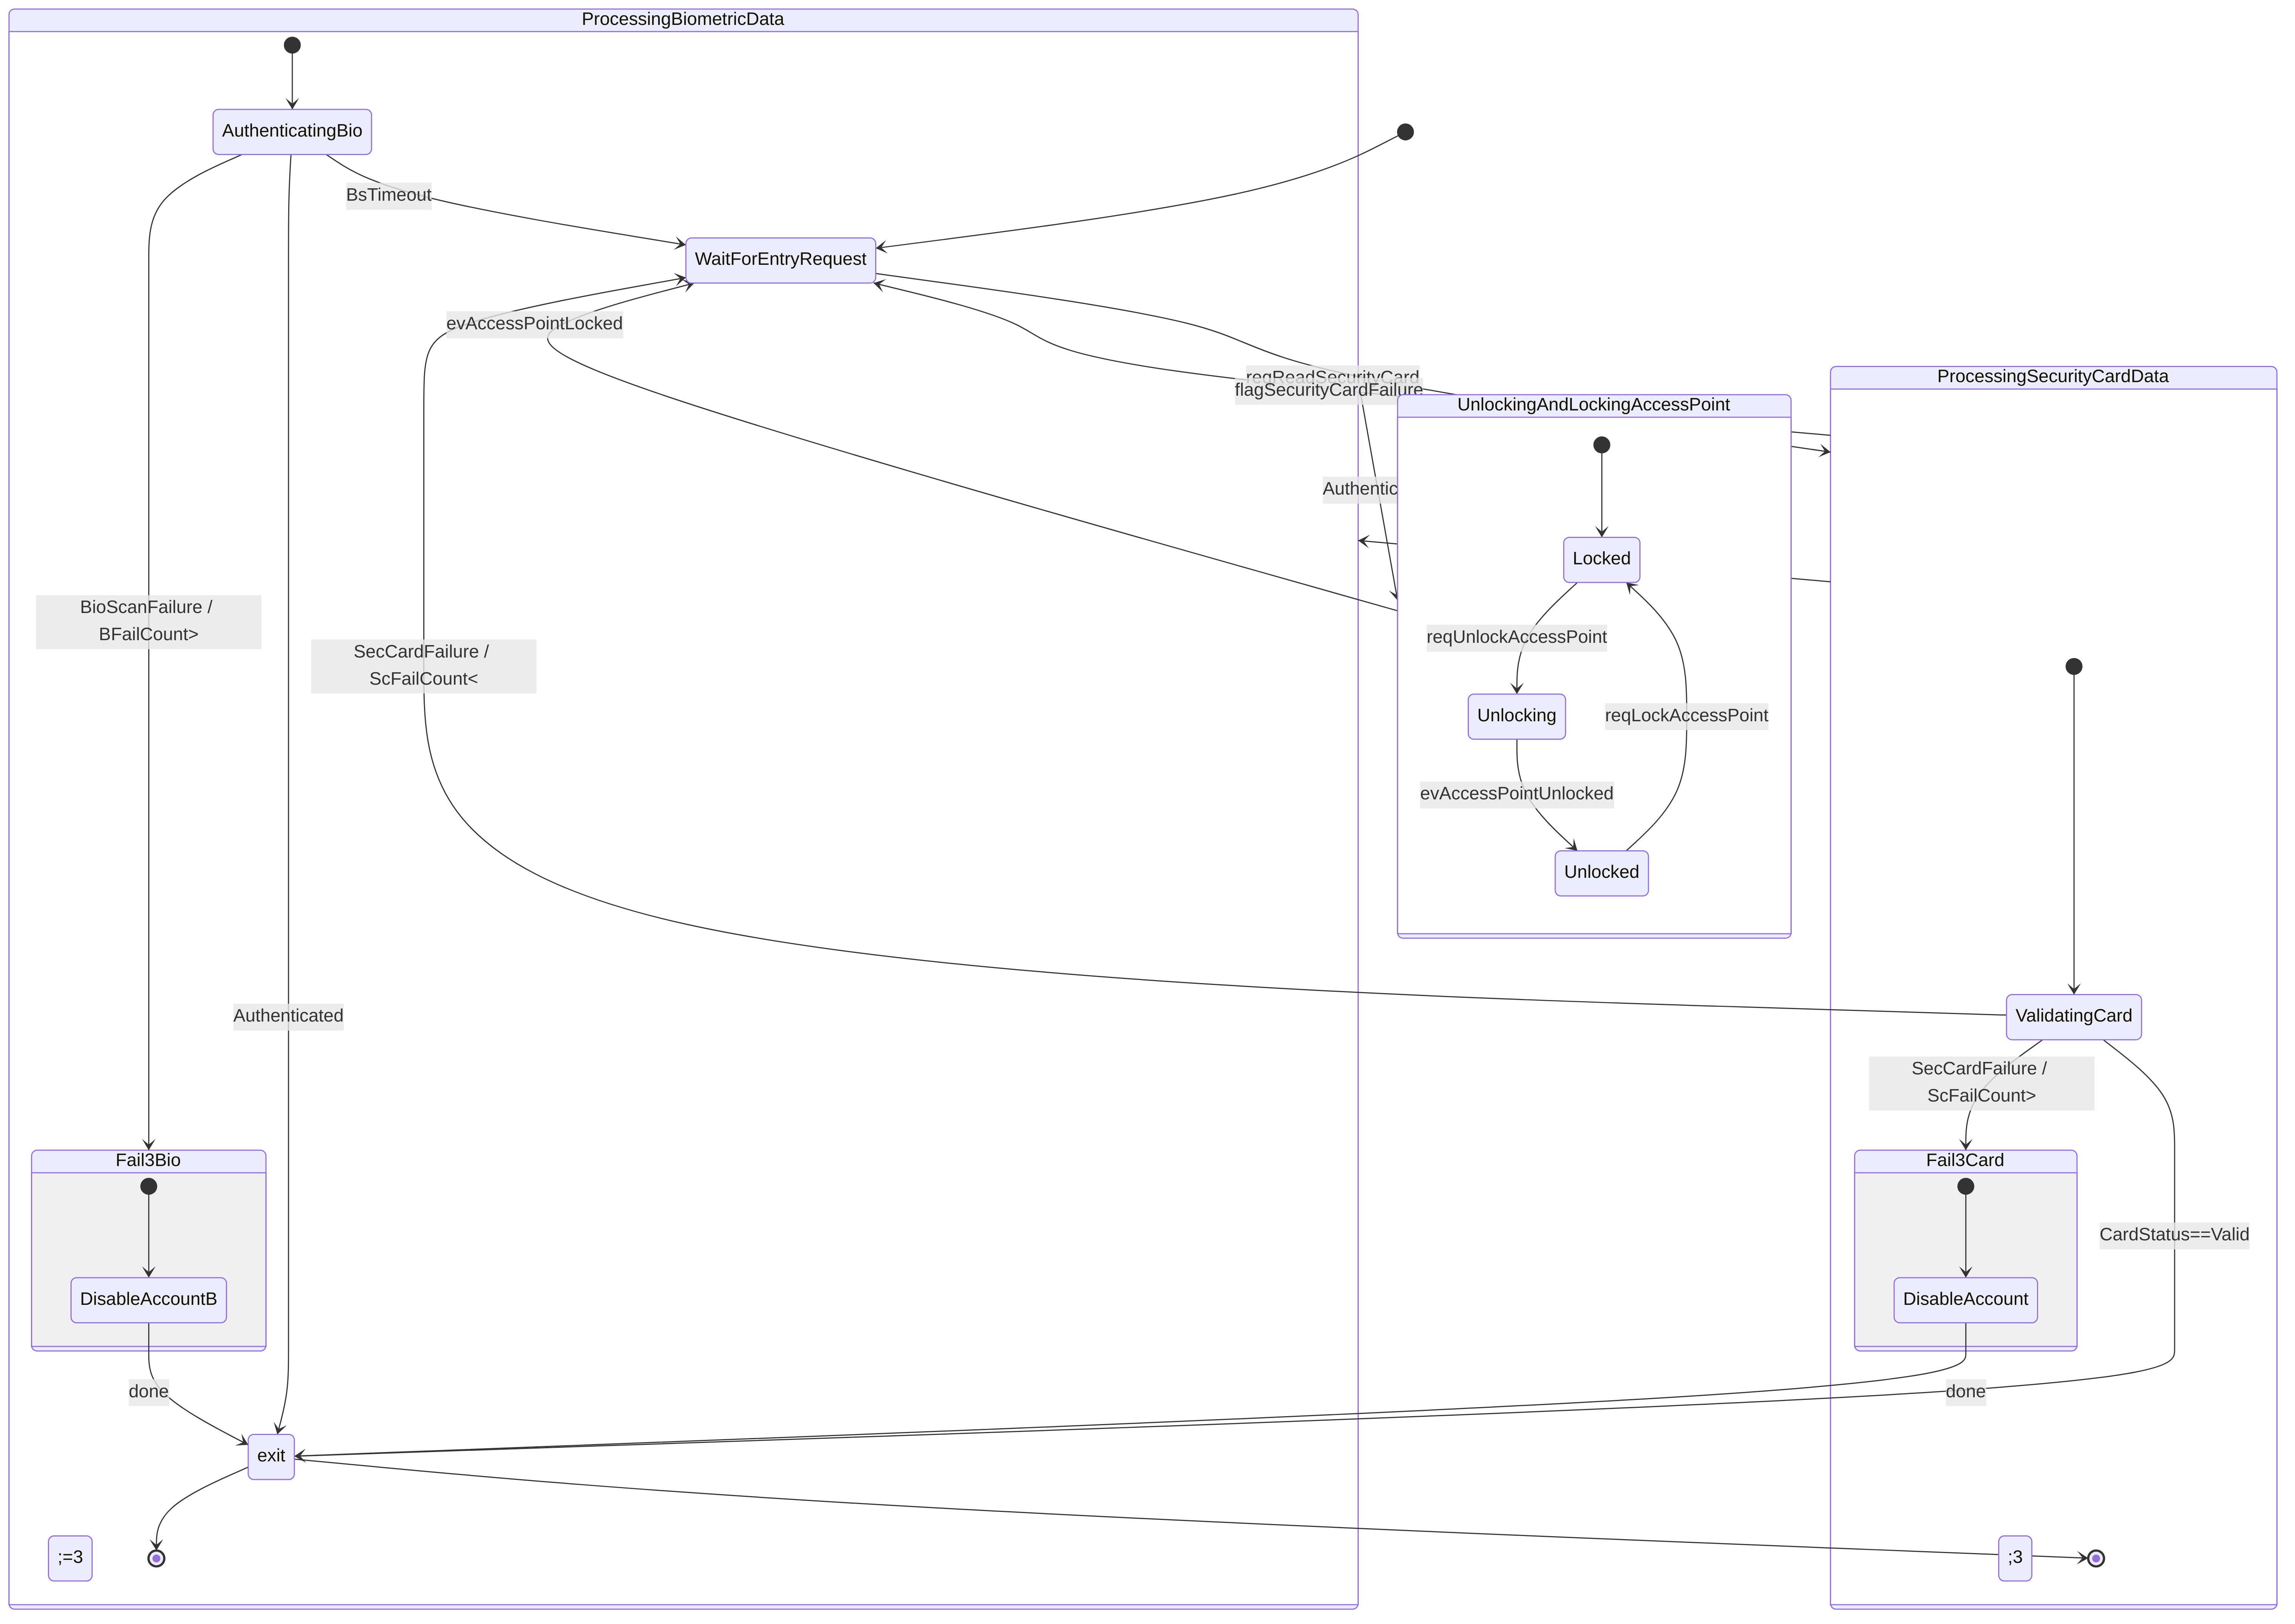 ProcessingBiometricData
AuthenticatingBio
BsTimeout
WaitForEntryRequest
evAccessPointLocked
reqReadSecurityCard
flagSecurityCardFailure
ProcessingSecurityCardData
UnlockingAndLockingAccessPoint
Authentic
Locked
BioScanFailure /
BFailCount>
SecCardFailure /
ScFailCount<
reqUnlockAccessPoint
Unlocking
reqLockAccessPoint
evAccessPointUnlocked
Unlocked
Authenticated
ValidatingCard
SecCardFailure /
ScFailCount>
Fail3Bio
Fail3Card
CardStatus==Valid
DisableAccountB
DisableAccount
done
done
exit
;=3
;3